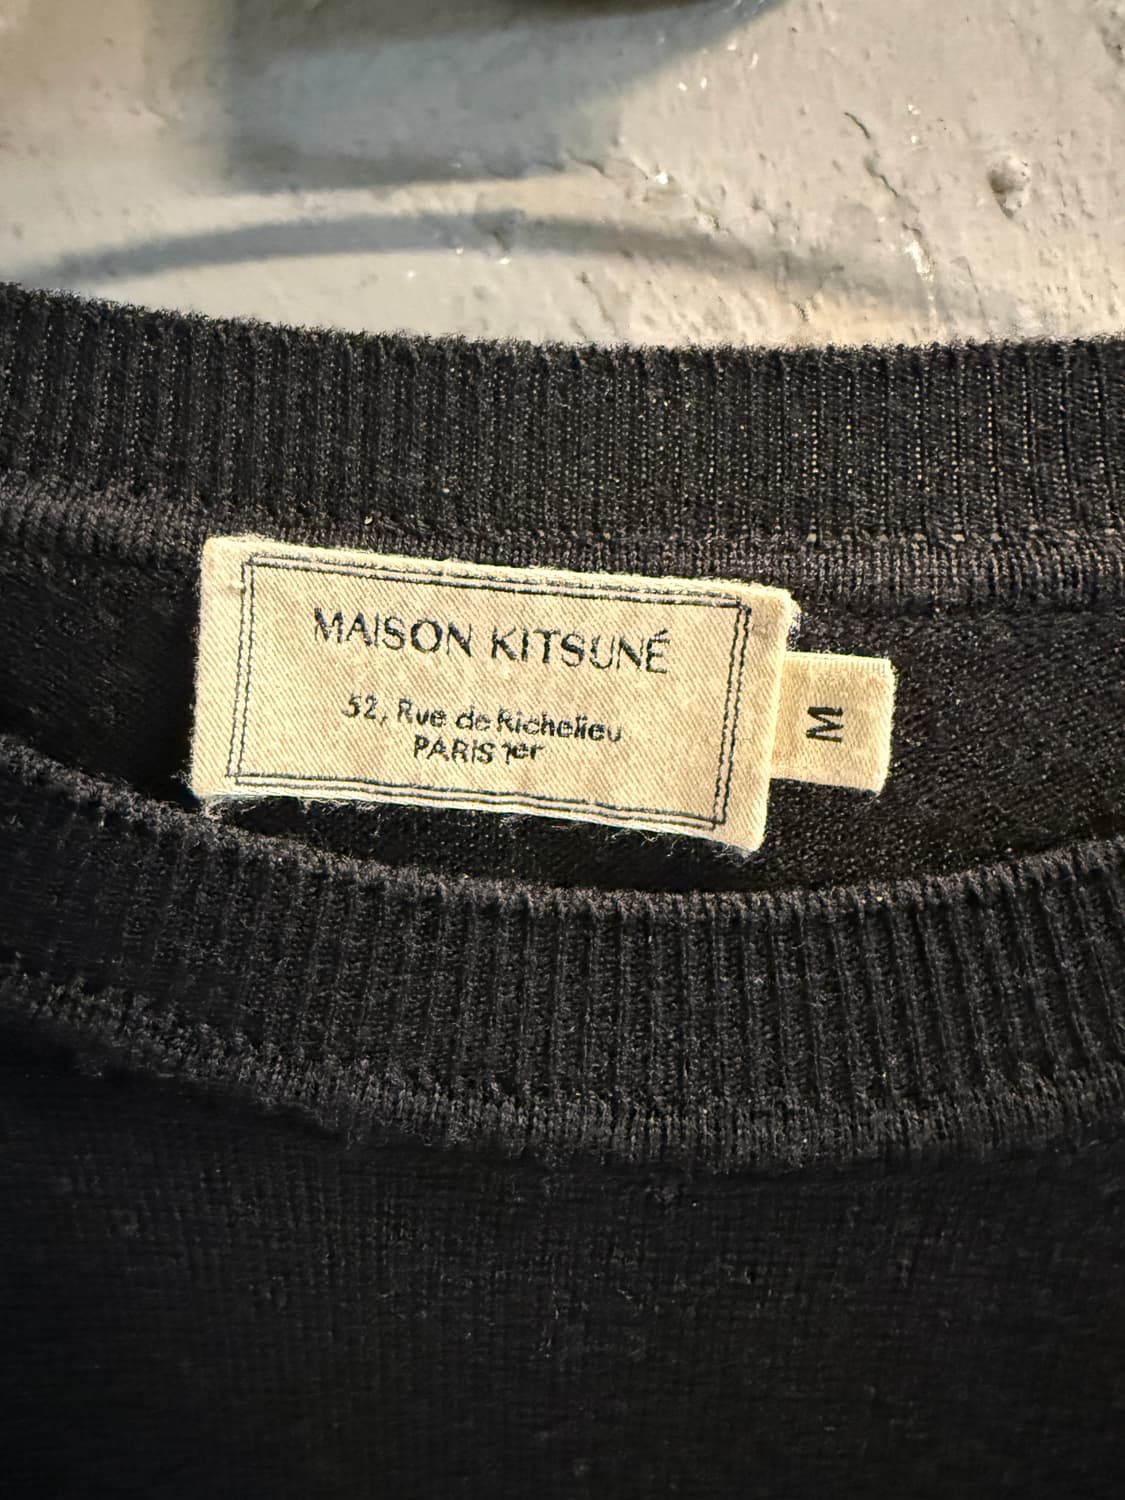 MAISON KITSUNÉ
52, Rue de Richelieu
PARIS 1er
M